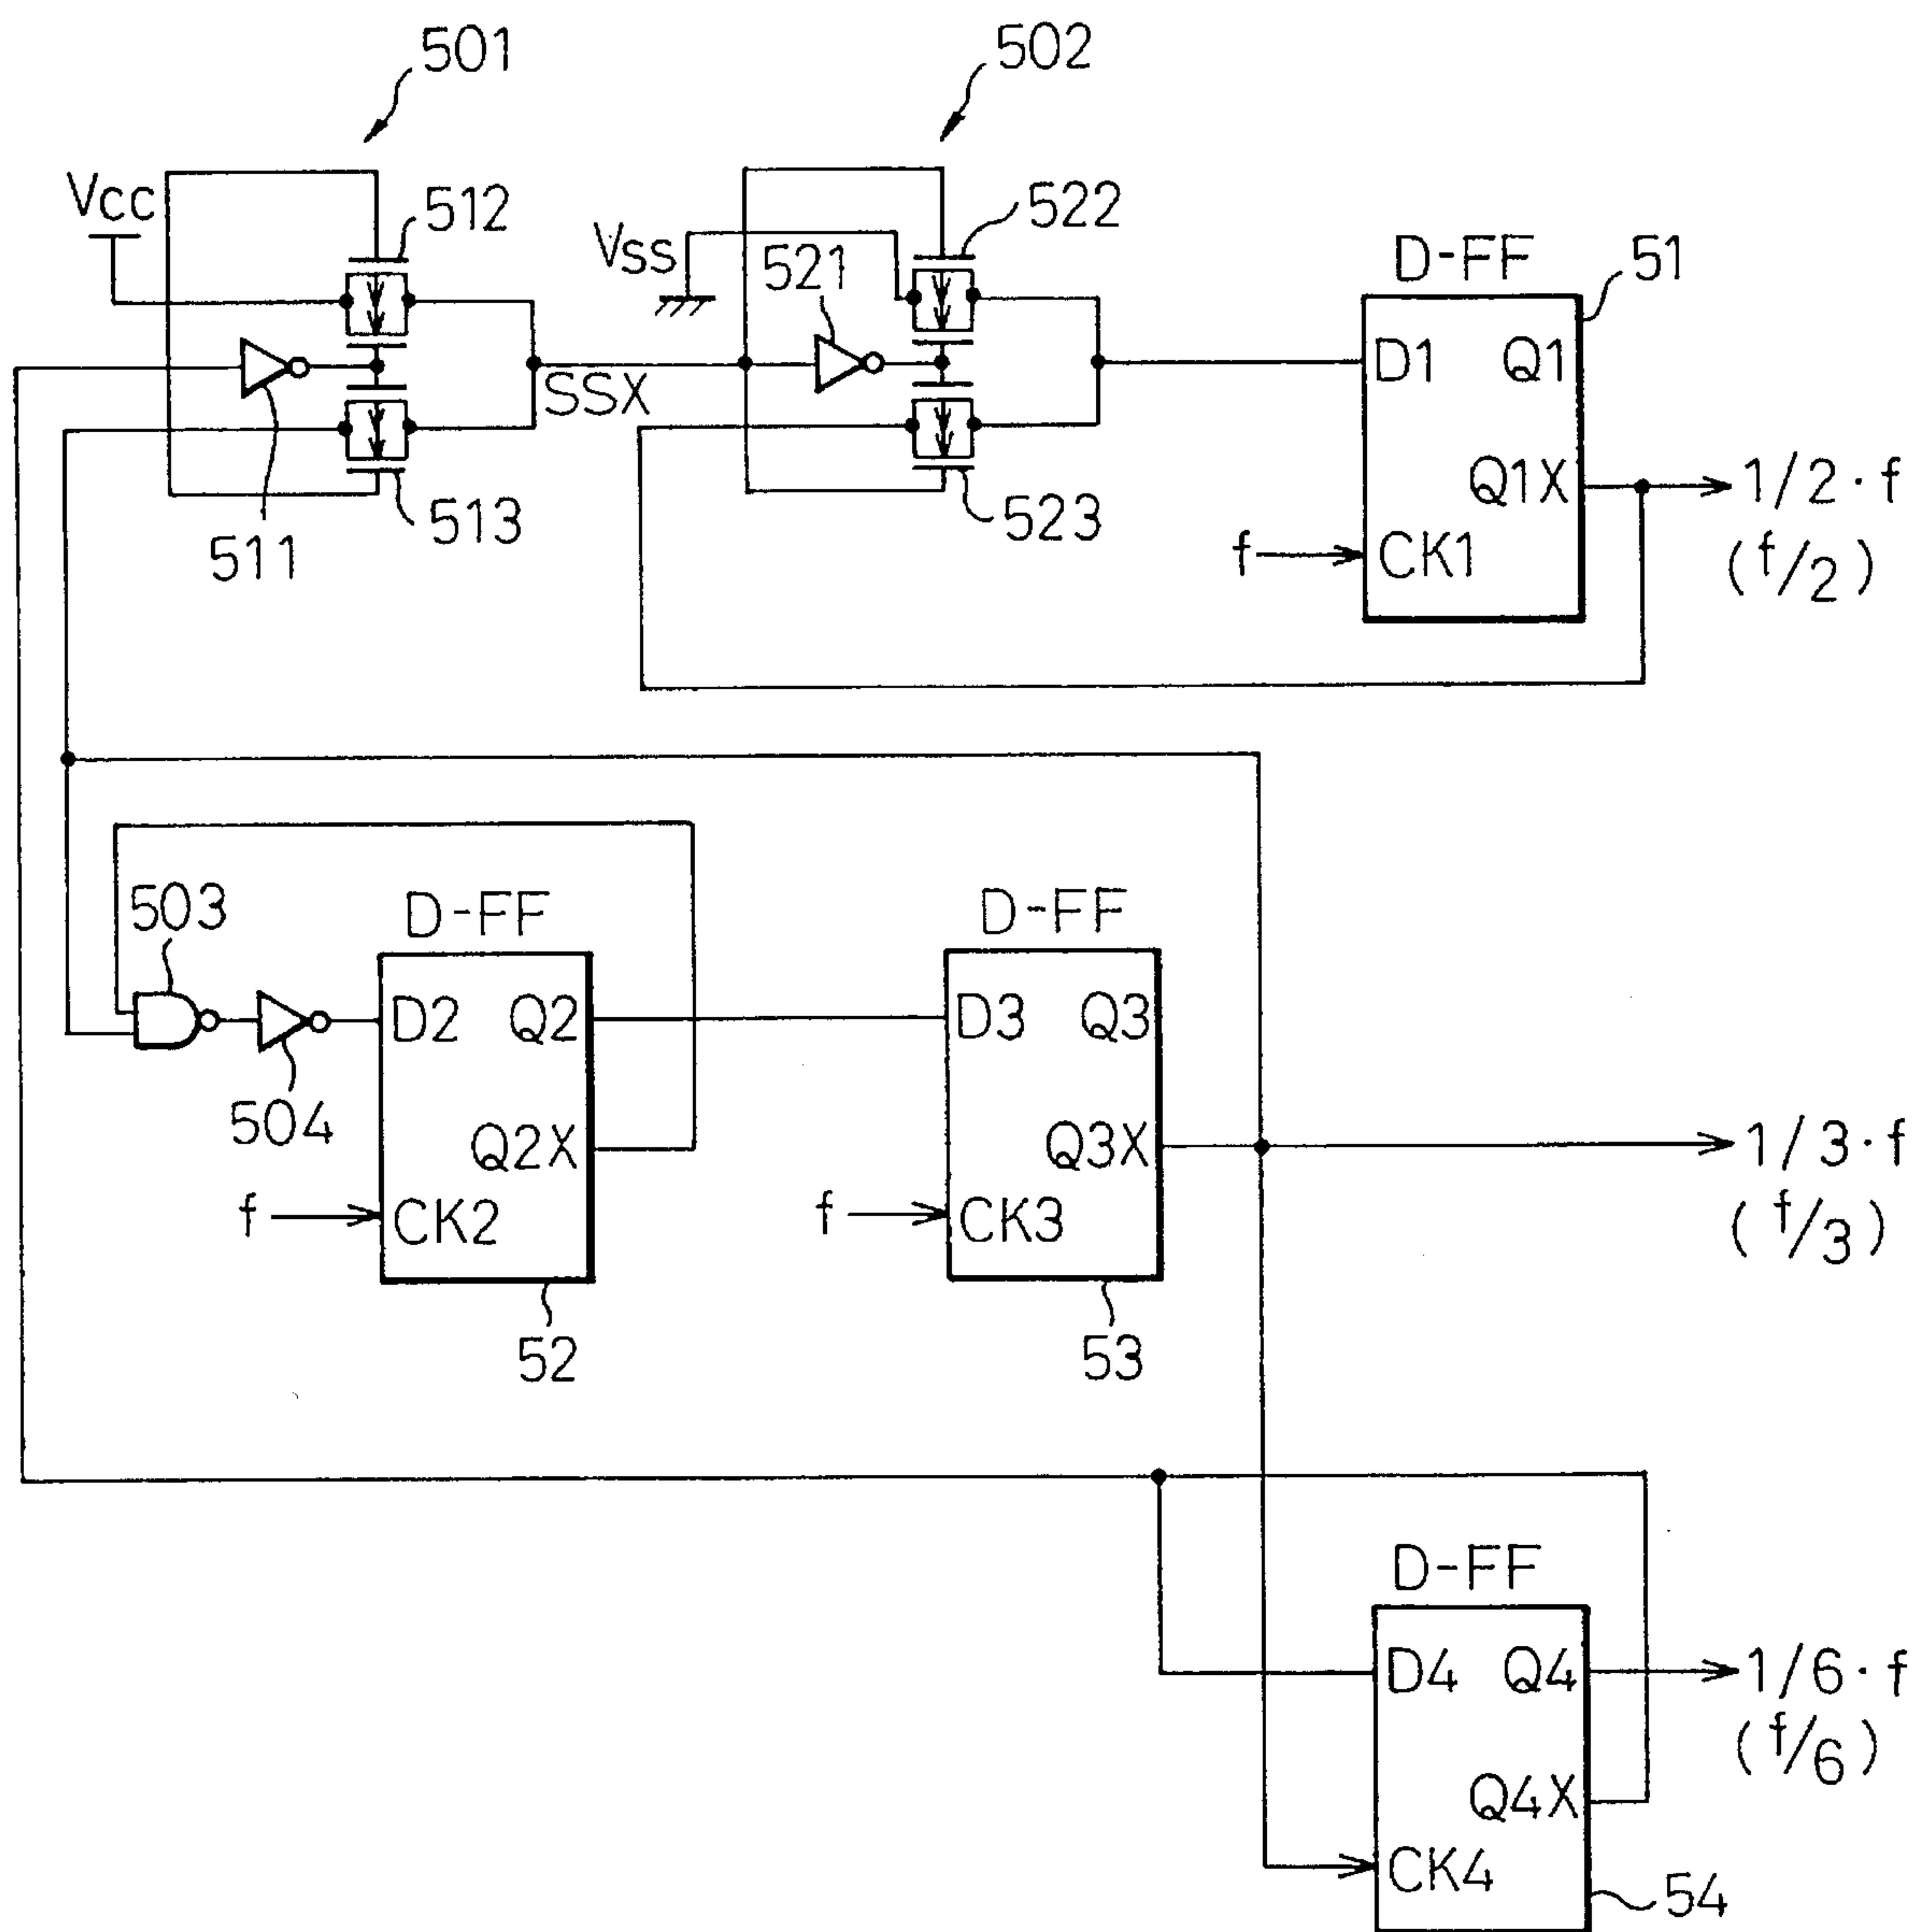 501
502
Vcc
512
Vss
521
522
D-FF
51
D1
Q1
SSX
Q1X
1/2·f
(f/2)
f
CK1
511
513
523
503
D-FF
D-FF
D2
Q2
D3
Q3
504
Q2X
Q3X
1/3·f
(f/3)
f
CK2
f
CK3
52
53
D-FF
D4
Q4
1/6·f
(f/6)
Q4X
CK4
54